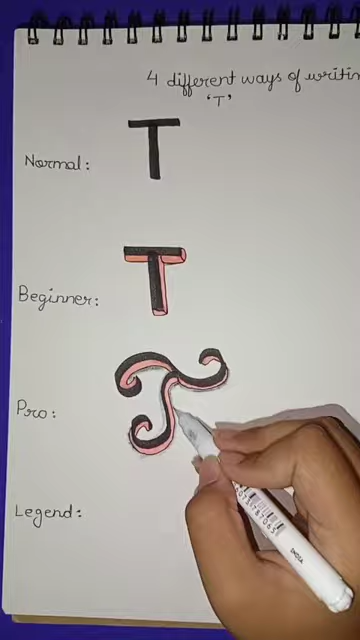 4 different ways of writin
'T'
Normal:
T
Beginner:
T
Pro:
T
Legend: